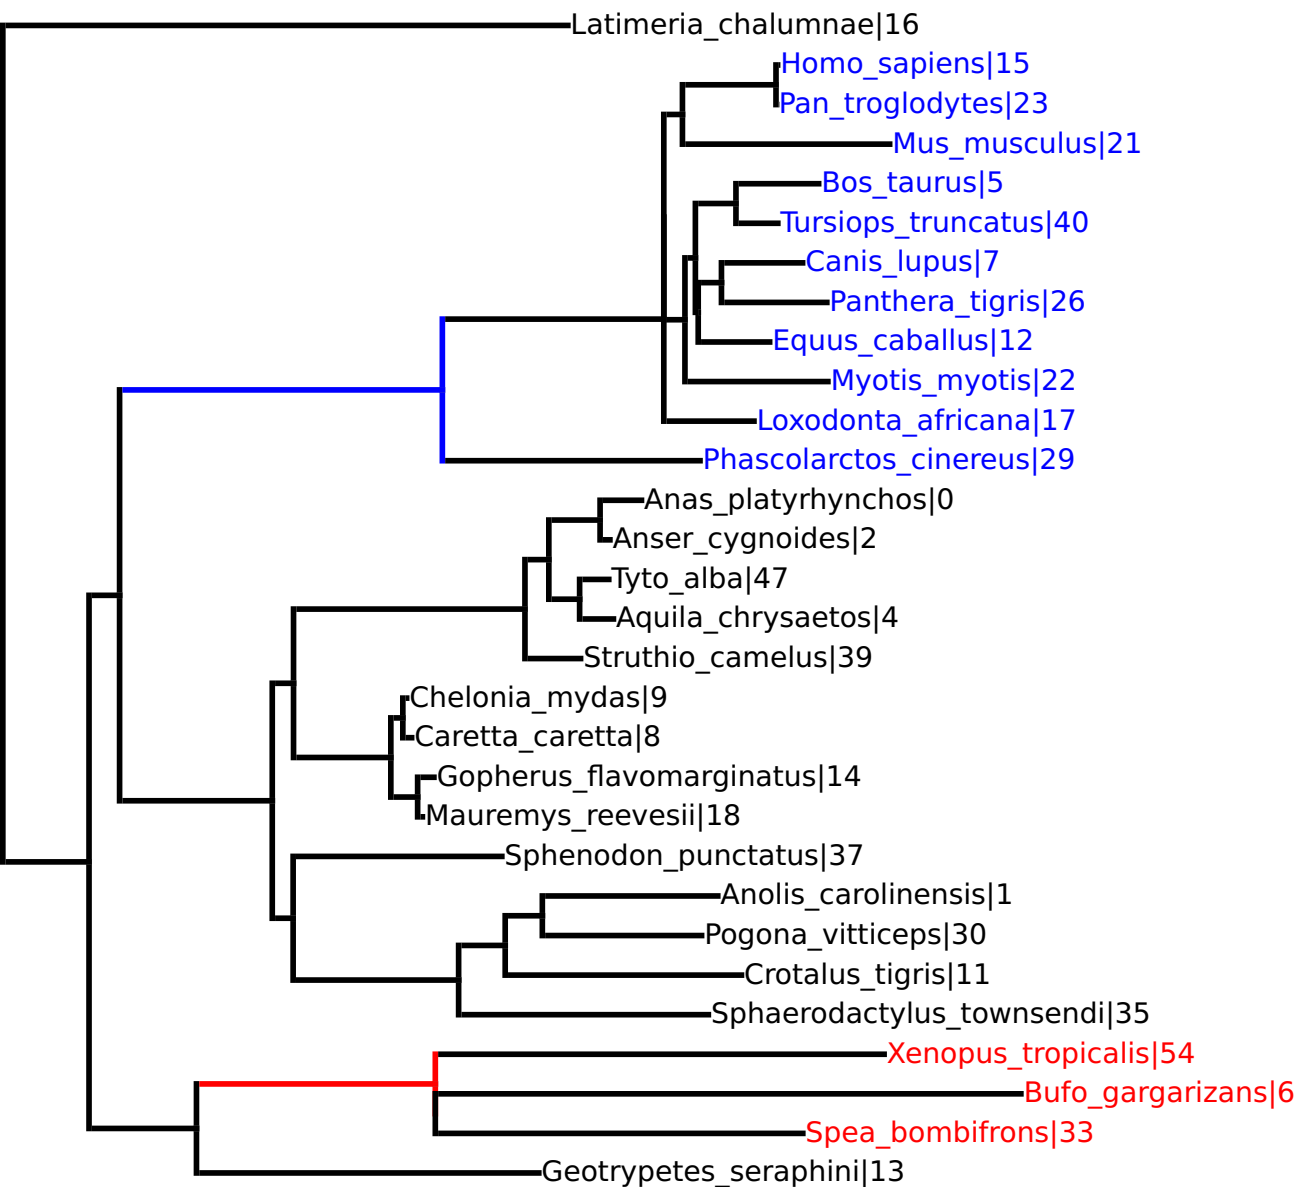 Latimeria_chalumnae|16
Homo_sapiens|15
Pan_troglodytes|23
Mus_musculus|21
Bos_taurus|5
Tursiops_truncatus|40
Canis_lupus|7
Panthera_tigris|26
Equus_caballus|12
Myotis_myotis|22
Loxodonta_africana|17
Phascolarctos_cinereus|29
Anas_platyrhynchos|0
Anser_cygnoides|2
Tyto_alba|47
Aquila_chrysaetos|4
Struthio_camelus|39
Chelonia_mydas|9
Caretta_caretta|8
Gopherus_flavomarginatus|14
Mauremys_reevesii|18
Sphenodon_punctatus|37
Anolis_carolinensis|1
Pogona_vitticeps|30
Crotalus_tigris|11
Sphaerodactylus_townsendi|35
Xenopus_tropicalis|54
Bufo_gargarizans|6
Spea_bombifrons|33
Geotrypetes_seraphini|13